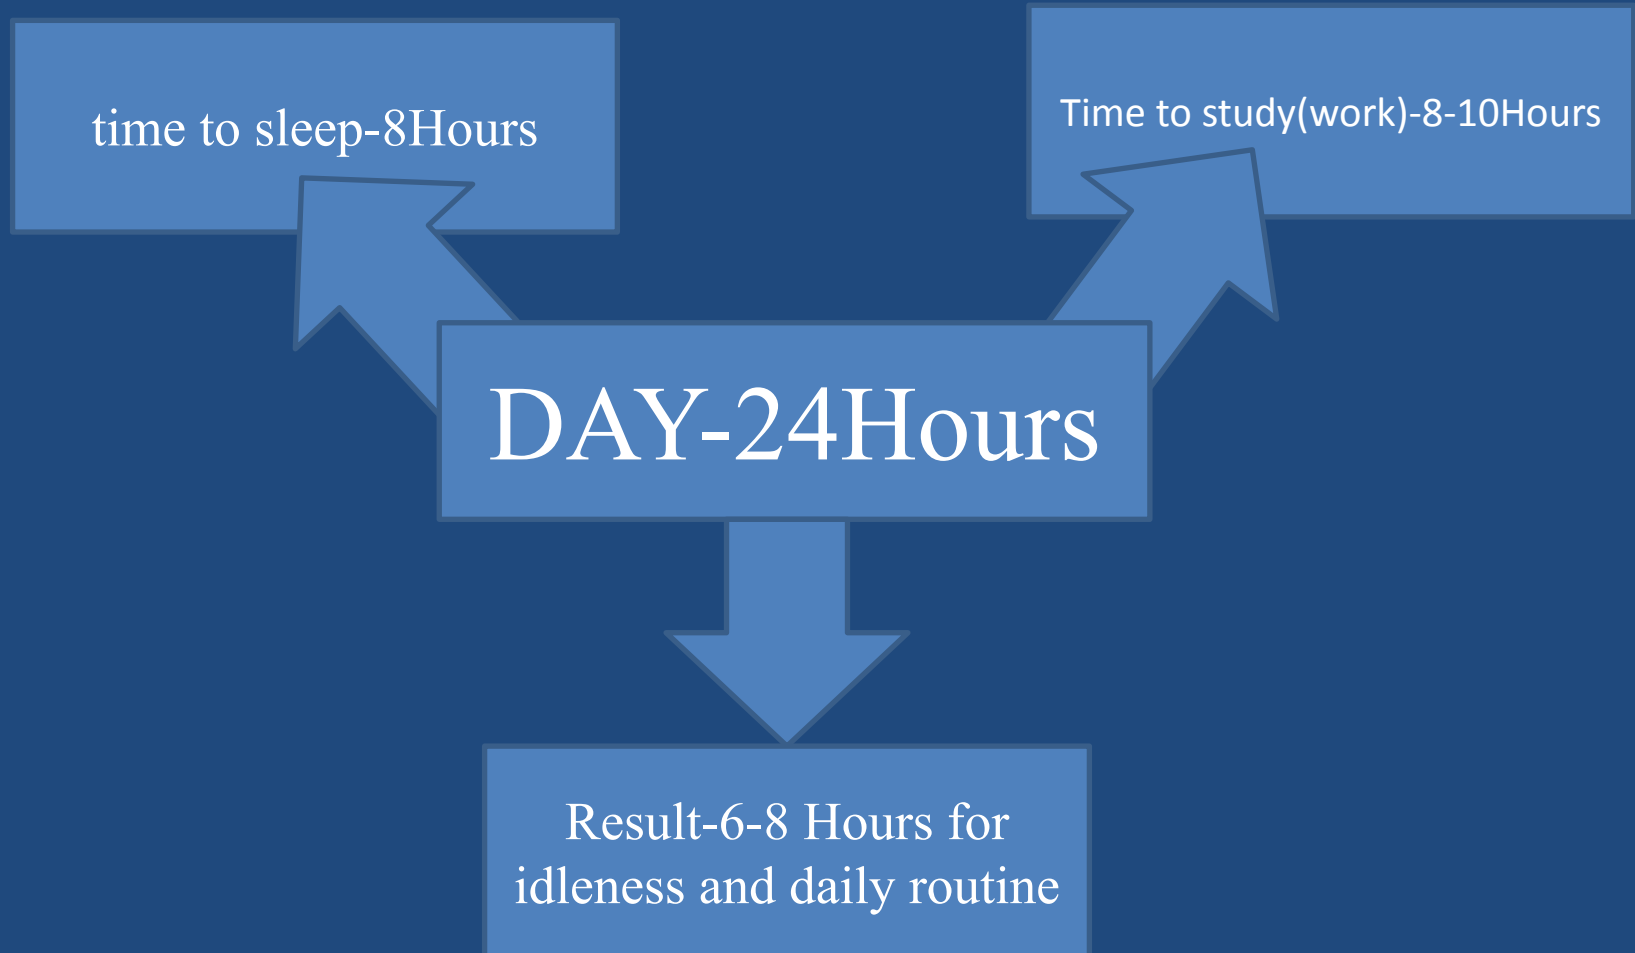 time to sleep-8Hours
Time to study(work)-8-10Hours
DAY-24Hours
Result-6-8 Hours for
idleness and daily routine